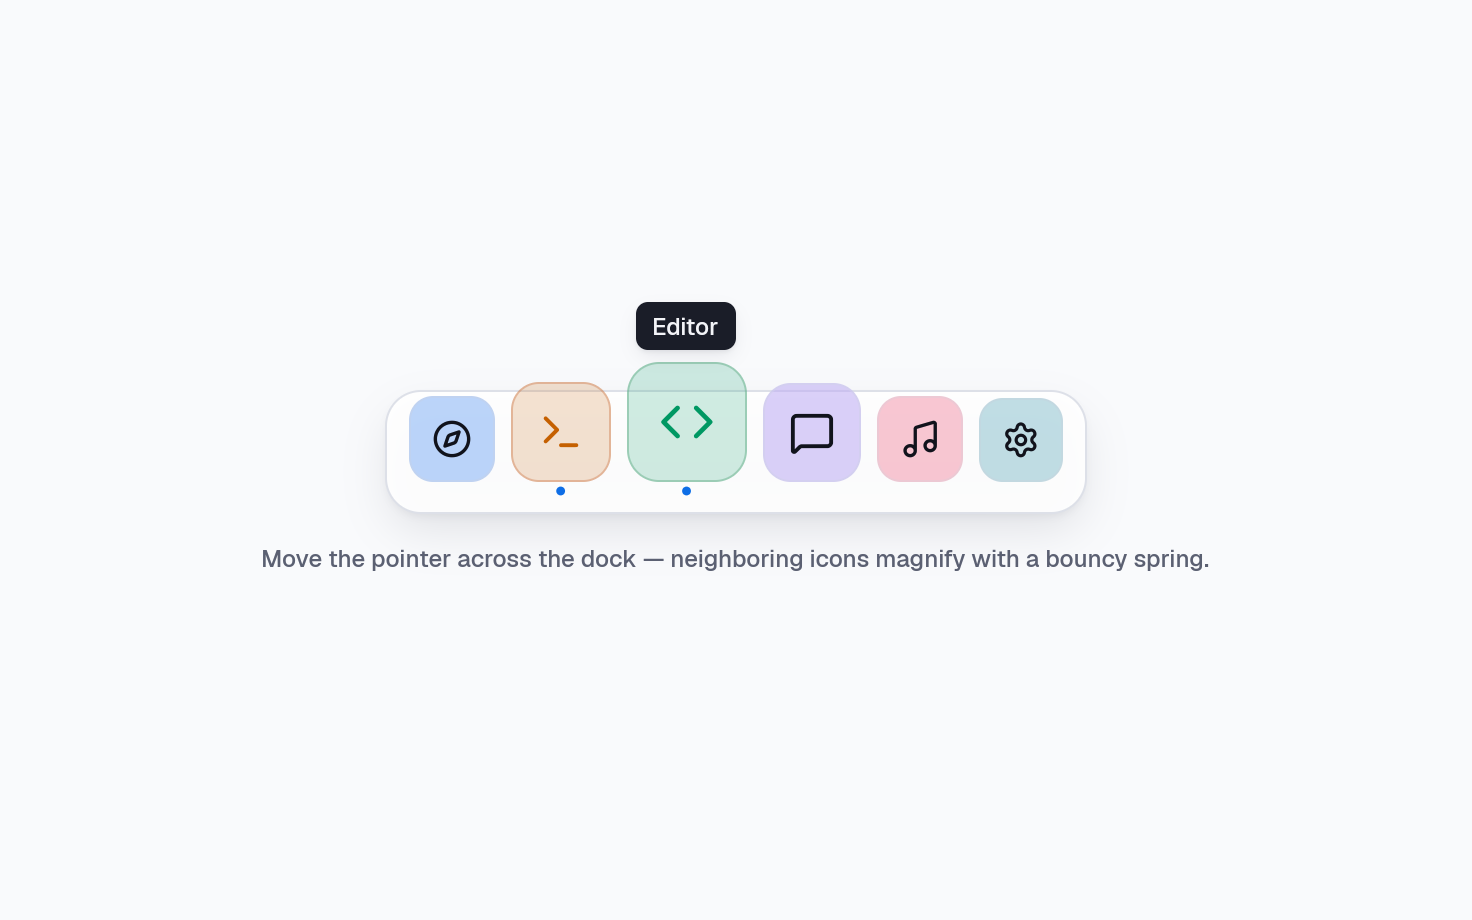 Editor
Move the pointer across the dock — neighboring icons magnify with a bouncy spring.